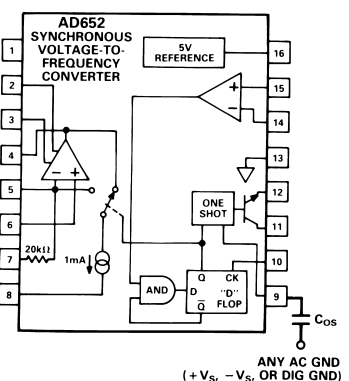 AD652
SYNCHRONOUS
VOLTAGE-TO-
FREQUENCY
CONVERTER
5V
REFERENCE
1
2
3
4
5
6
7
8
16
15
14
13
12
11
10
9
+
−
− +
20kΩ
1mA
ONE
SHOT
AND
Q CK
D "D"
FLOP
Q̅
COS
ANY AC GND
(+VS, −VS, OR DIG GND)